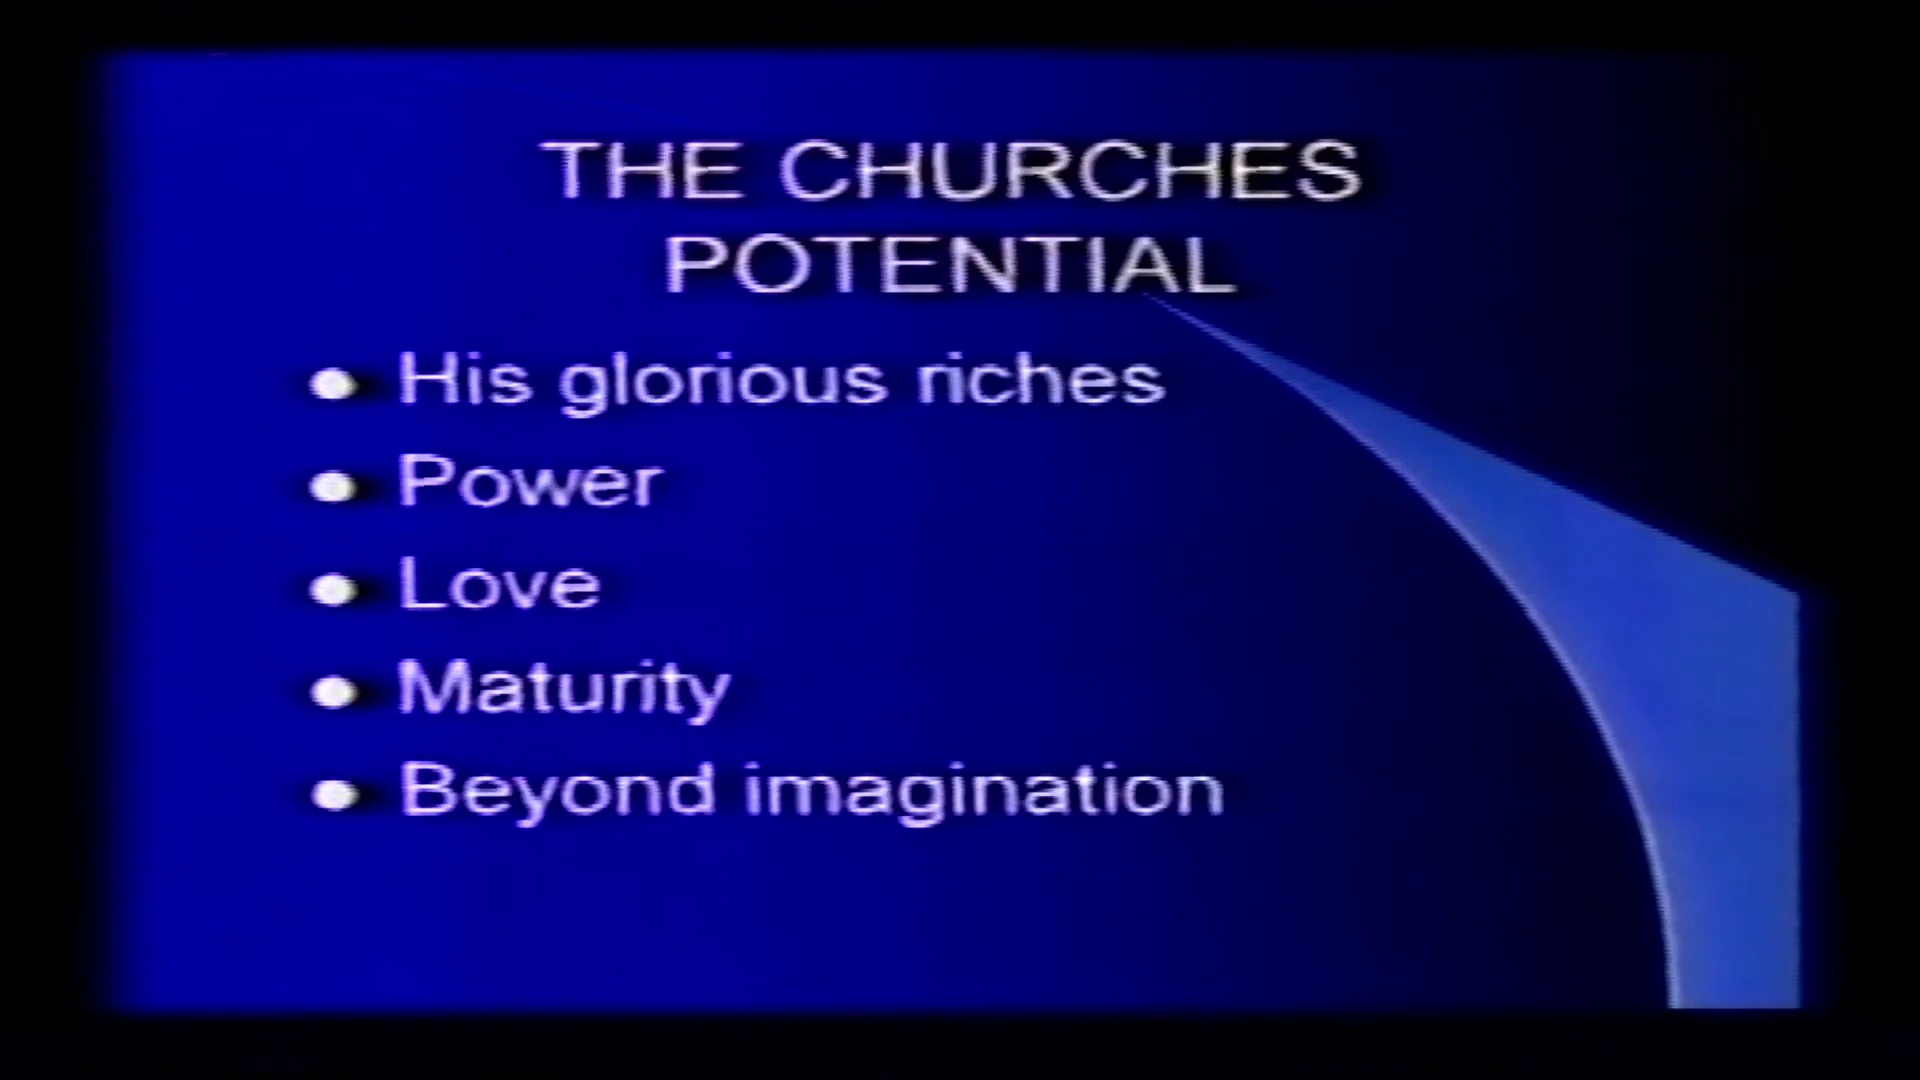 THE CHURCHES
POTENTIAL
● His glorious riches
● Power
● Love
● Maturity
● Beyond imagination